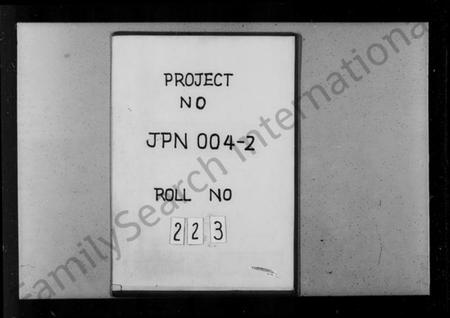 PROJECT
NO
JPN 004-2
ROLL NO
223
FamilySearch International